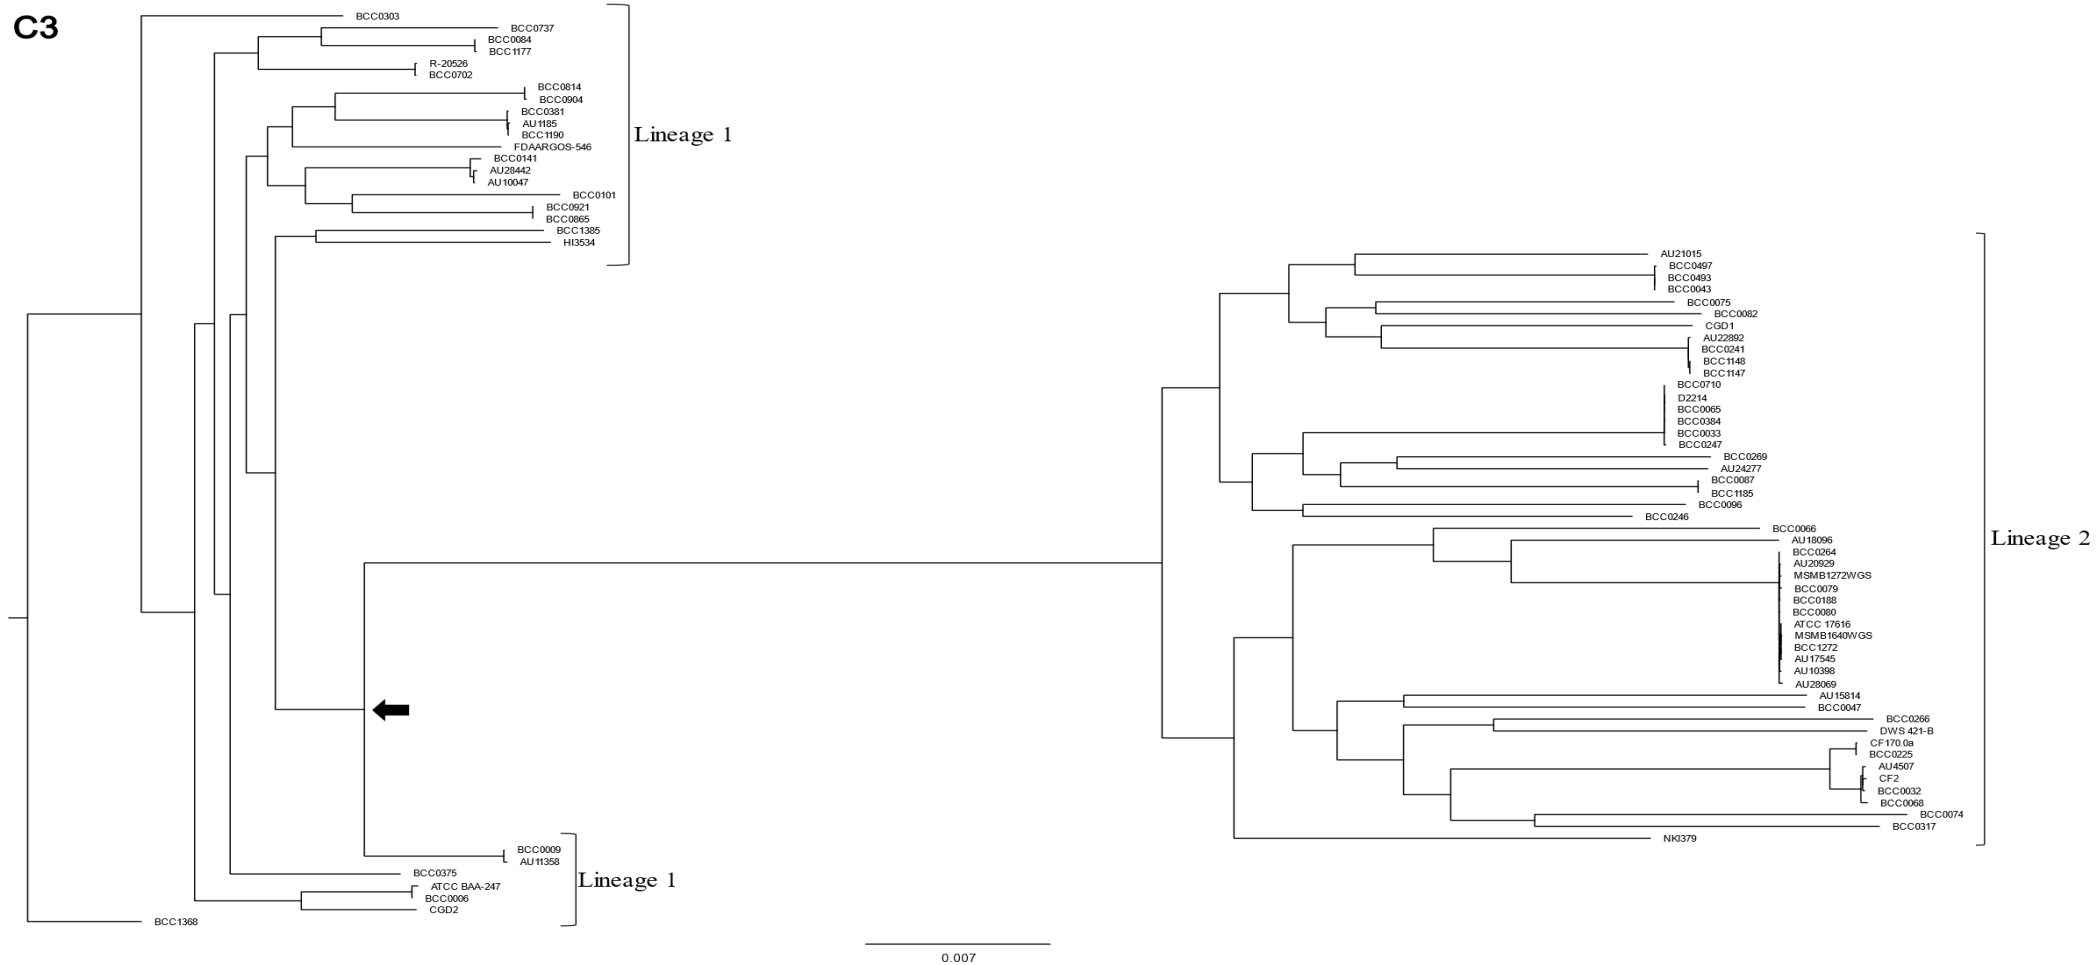 C3
BCC0303
BCC0737
BCC0084
BCC1177
R-20526
BCC0702
BCC0814
BCC0904
BCC0381
AU1185
BCC1190
FDAARGOS-546
BCC0141
AU28442
AU10047
BCC0101
BCC0921
BCC0865
BCC1385
HI3534
Lineage 1
AU21015
BCC0497
BCC0493
BCC0043
BCC0075
BCC0082
CGD1
AU22892
BCC0241
BCC1148
BCC1147
BCC0710
D2214
BCC0065
BCC0384
BCC0033
BCC0247
BCC0269
AU24277
BCC0087
BCC1185
BCC0096
BCC0246
BCC0066
AU18096
BCC0264
AU20929
MSMB1272WGS
BCC0079
BCC0188
BCC0080
ATCC 17616
MSMB1640WGS
BCC1272
AU17545
AU10398
AU28069
AU15814
BCC0047
BCC0266
DWS 421-B
CF170.0a
BCC0225
AU4507
CF2
BCC0032
BCC0068
BCC0074
BCC0317
NKI379
Lineage 2
BCC0009
AU11358
BCC0375
ATCC BAA-247
BCC0006
CGD2
Lineage 1
BCC1368
0.007